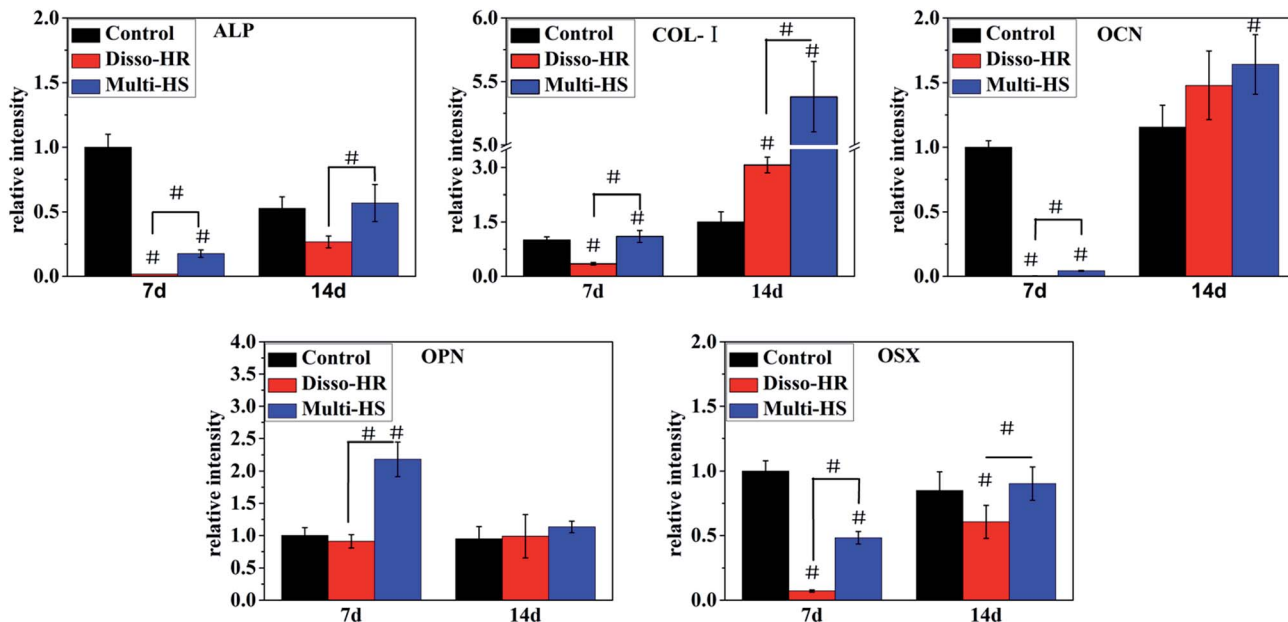 ALP
Control
Disso-HR
Multi-HS
relative intensity
2.0
1.5
1.0
0.5
0.0
# # #
#
7d 14d
COL-Ⅰ
Control
Disso-HR
Multi-HS
relative intensity
6.0
5.5
5.0
3.0
1.5
0.0
# # #
# # #
7d 14d
OCN
Control
Disso-HR
Multi-HS
relative intensity
2.0
1.5
1.0
0.5
0.0
# # #
#
7d 14d
OPN
Control
Disso-HR
Multi-HS
relative intensity
4.0
3.5
3.0
2.5
2.0
1.5
1.0
0.5
0.0
# #
7d 14d
OSX
Control
Disso-HR
Multi-HS
relative intensity
2.0
1.5
1.0
0.5
0.0
# # #
# #
7d 14d